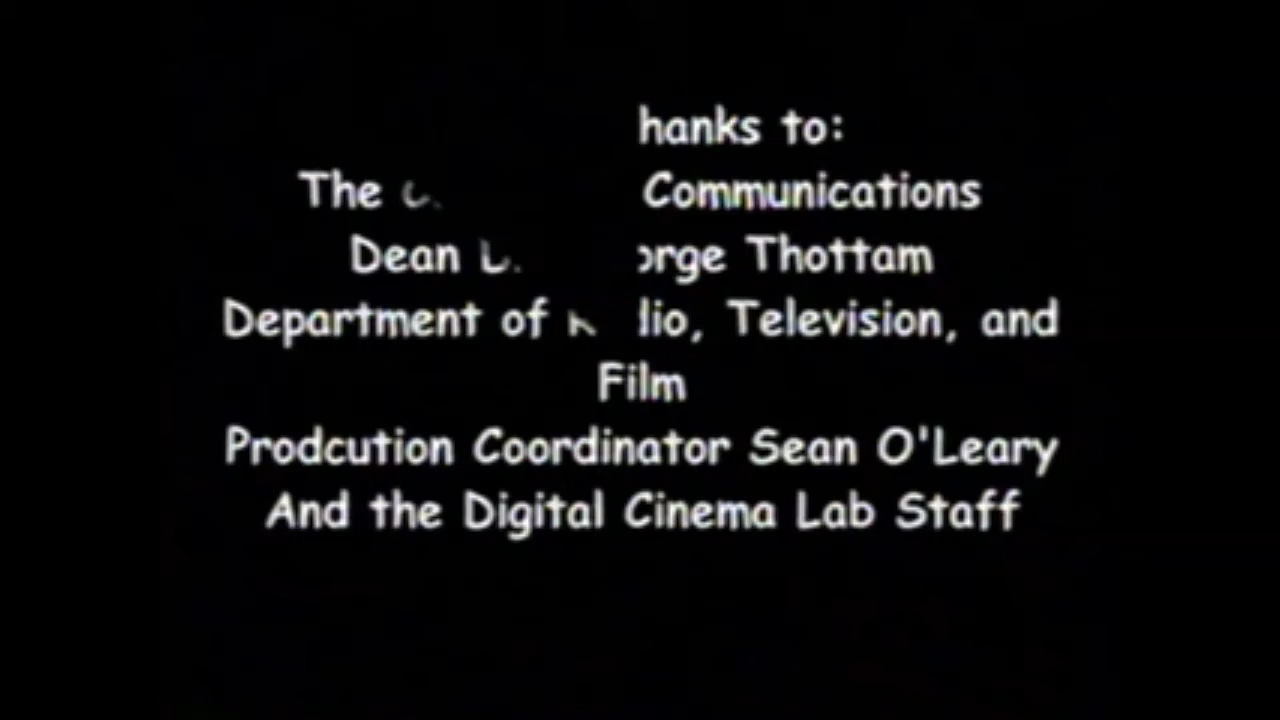 hanks to:
The Communications
Dean Thottam
Department of lio, Television, and
Film
Prodcution Coordinator Sean O'Leary
And the Digital Cinema Lab Staff